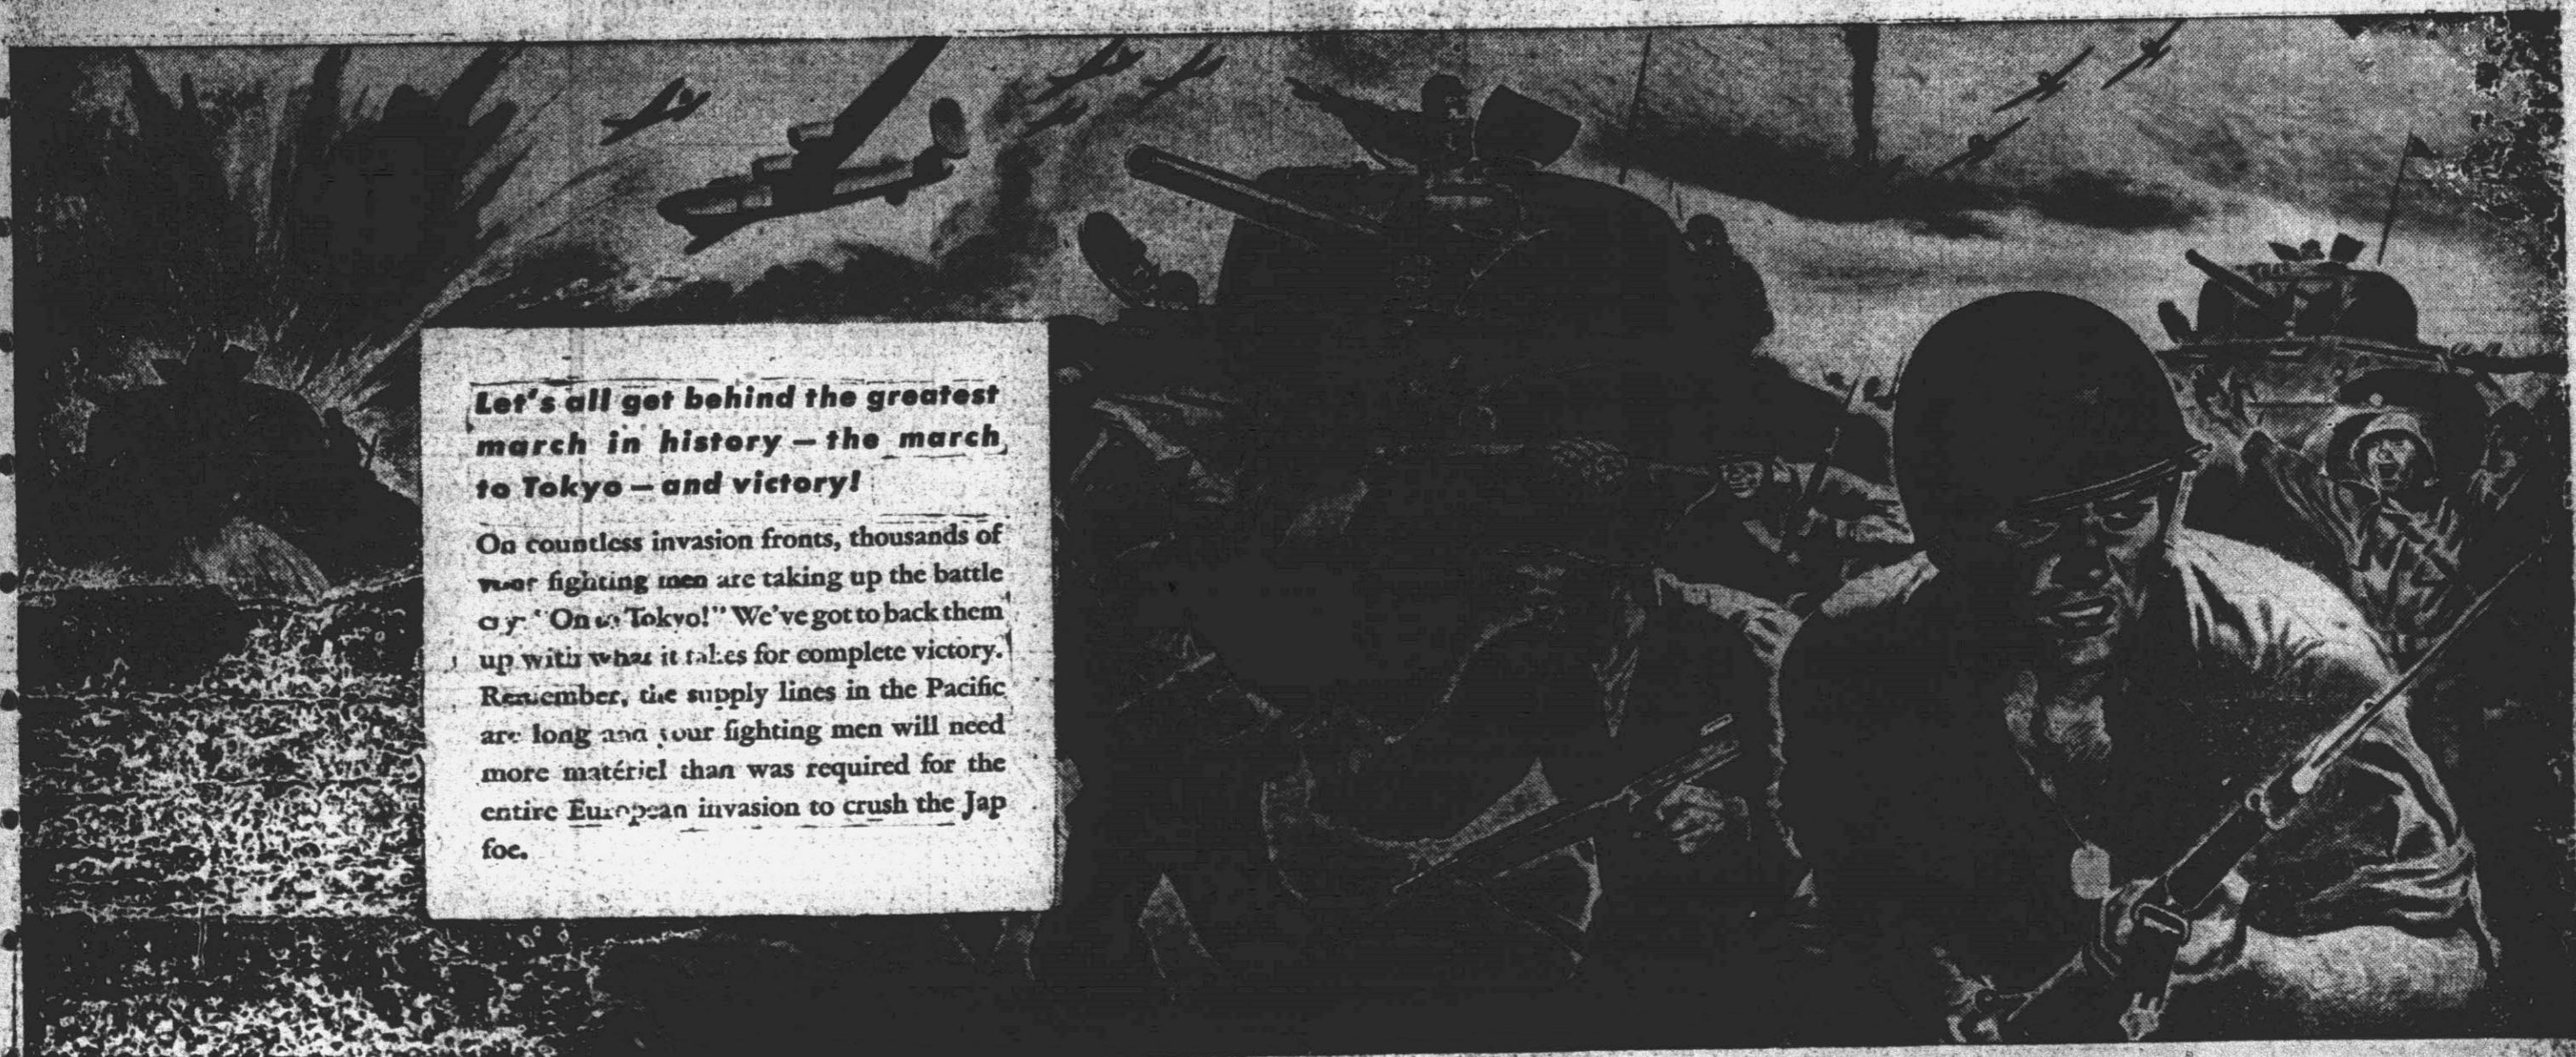 Let's all get behind the greatest
march in history — the march
to Tokyo — and victory!
On countless invasion fronts, thousands of
fighting men are taking up the battle
"On to Tokyo!" We've got to back them
up with what it takes for complete victory.
Remember, the supply lines in the Pacific
are long and your fighting men will need
more matériel than was required for the
entire European invasion to crush the Jap
foe.